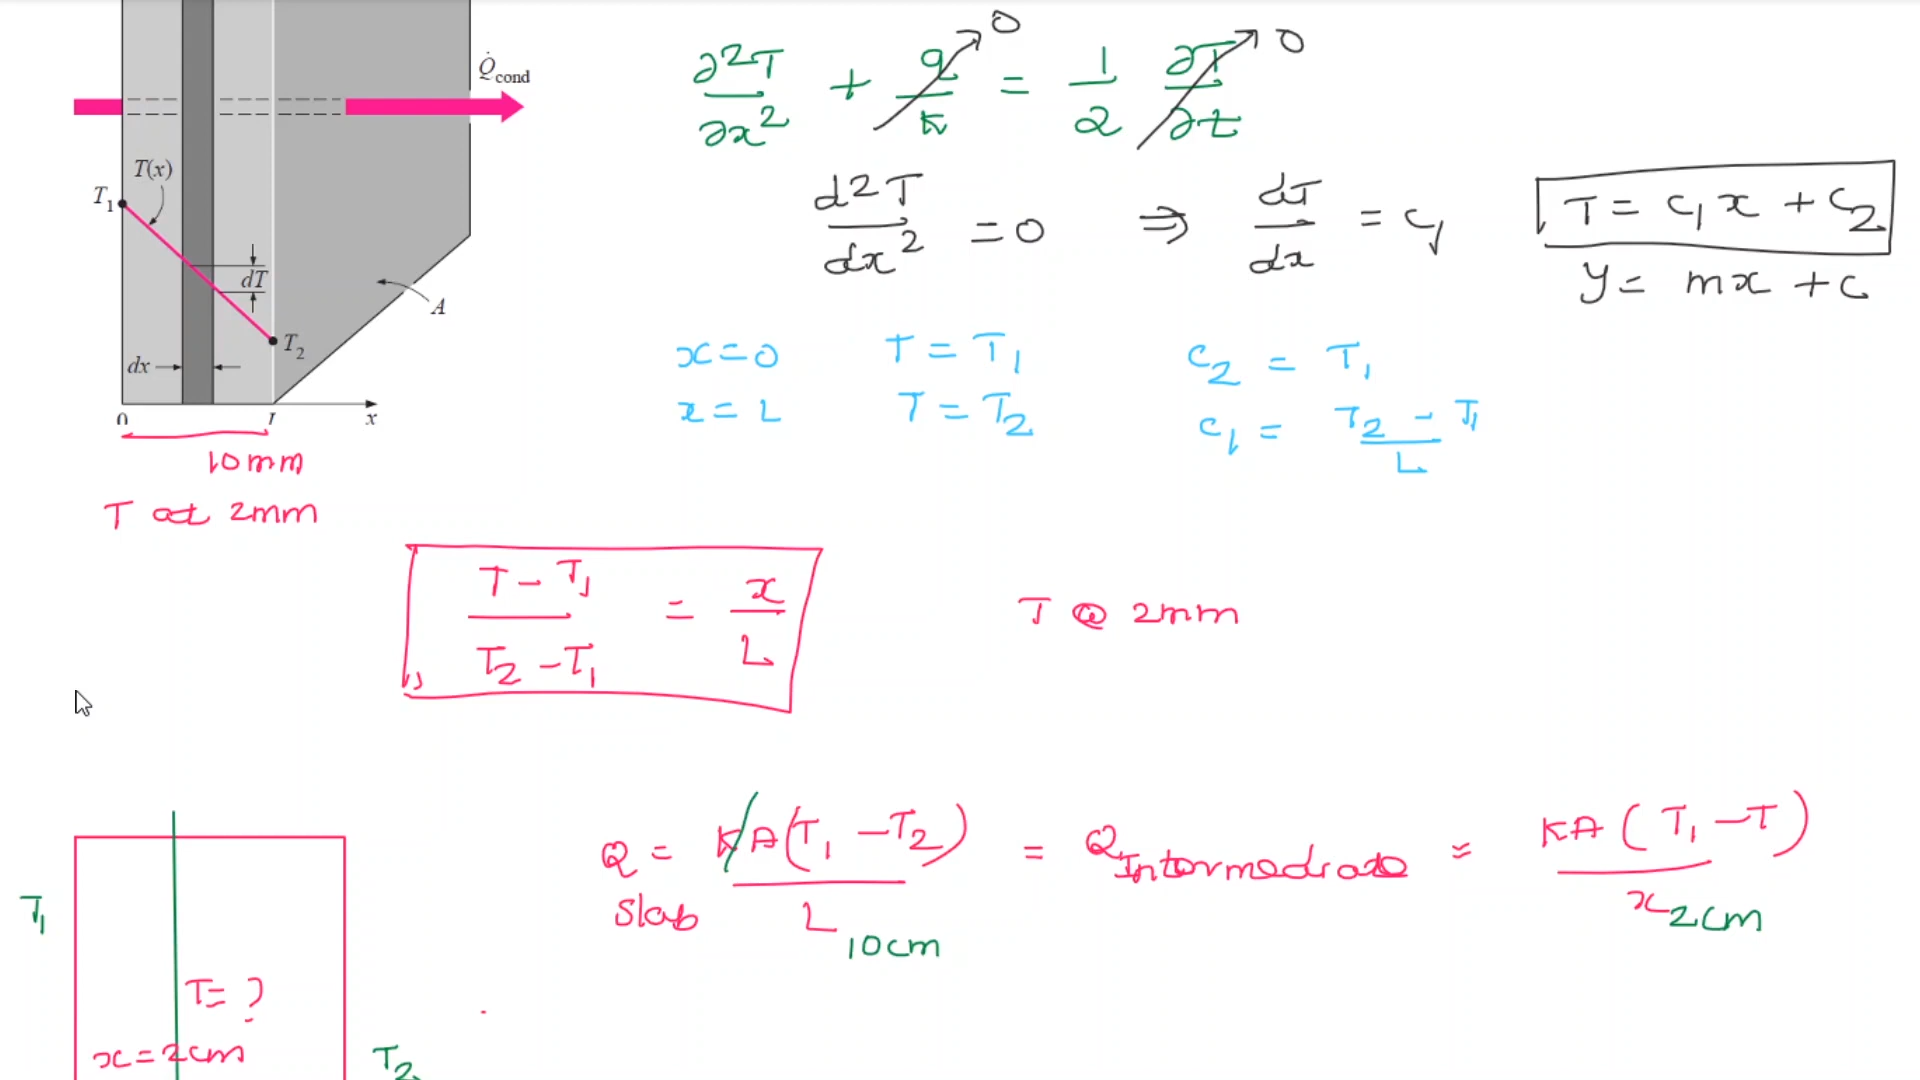 Q̇cond
T(x)
T₁
dT
A
T₂
dx
0
L
x
10mm
T at 2mm
∂²T/∂x² + q/k →0 = 1/α ∂T/∂t →0
d²T/dx² = 0 ⇒ dT/dx = c₁
T = c₁x + c₂
y = mx + c
x = 0 T = T₁ c₂ = T₁
x = L T = T₂ c₁ = (T₂ - T₁)/L
(T - T₁)/(T₂ - T₁) = x/L
T @ 2mm
Q slab = KA(T₁ - T₂)/L = Q Intermediate = KA(T₁ - T)/x
10cm
2cm
T₁
T = ?
x = 2cm
T₂